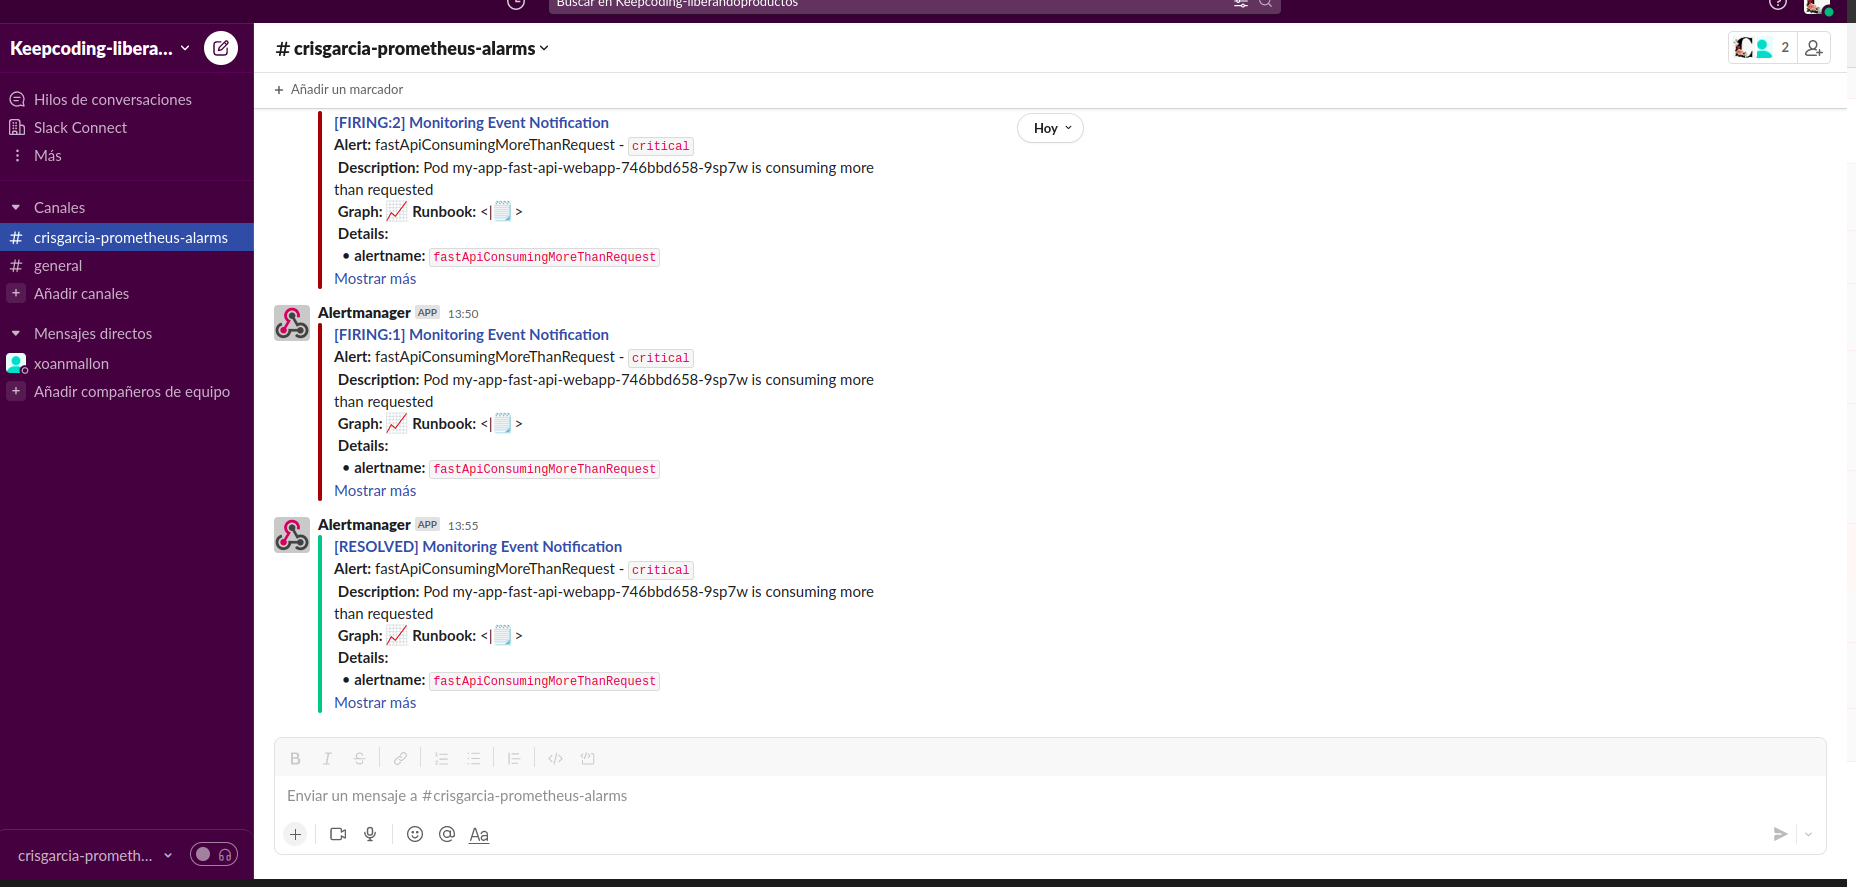 Buscar en Keepcoding-liberandoproductos
Keepcoding-libera...
# crisgarcia-prometheus-alarms
2
+ Añadir un marcador
Hilos de conversaciones
Slack Connect
Más
Canales
# crisgarcia-prometheus-alarms
# general
+ Añadir canales
Mensajes directos
xoanmallon
+ Añadir compañeros de equipo
crisgarcia-prometh...
Hoy
[FIRING:2] Monitoring Event Notification
Alert: fastApiConsumingMoreThanRequest - critical
Description: Pod my-app-fast-api-webapp-746bbd658-9sp7w is consuming more
than requested
Graph: 📈 Runbook: <|🗒️ >
Details:
• alertname: fastApiConsumingMoreThanRequest
Mostrar más
Alertmanager APP 13:50
[FIRING:1] Monitoring Event Notification
Alert: fastApiConsumingMoreThanRequest - critical
Description: Pod my-app-fast-api-webapp-746bbd658-9sp7w is consuming more
than requested
Graph: 📈 Runbook: <|🗒️ >
Details:
• alertname: fastApiConsumingMoreThanRequest
Mostrar más
Alertmanager APP 13:55
[RESOLVED] Monitoring Event Notification
Alert: fastApiConsumingMoreThanRequest - critical
Description: Pod my-app-fast-api-webapp-746bbd658-9sp7w is consuming more
than requested
Graph: 📈 Runbook: <|🗒️ >
Details:
• alertname: fastApiConsumingMoreThanRequest
Mostrar más
B I S
Enviar un mensaje a #crisgarcia-prometheus-alarms
+ @ Aa